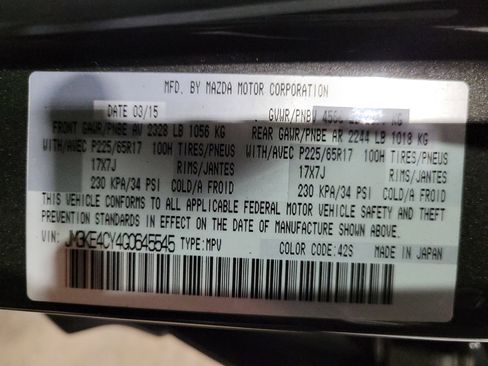 MFD. BY MAZDA MOTOR CORPORATION
DATE 03/15 GVWR/PNBV KG
FRONT GAWR/PNBE AV 2328 LB 1056 KG REAR GAWR/PNBE AR 2244 LB 1018 KG
WITH/AVEC P225/65R17 100H TIRES/PNEUS WITH/AVEC P225/65R17 100H TIRES/PNEUS
17X7J RIMS/JANTES 17X7J RIMS/JANTES
230 KPA/34 PSI COLD/A FROID 230 KPA/34 PSI COLD/A FROID
THIS VEHICLE CONFORMS TO ALL APPLICABLE FEDERAL MOTOR VEHICLE SAFETY AND THEFT
PREVENTION STANDARDS IN EFFECT ON THE DATE OF MANUFACTURE SHOWN ABOVE.
VIN: JM3KE4CY4G0645545 TYPE:MPV COLOR CODE:42S MADE IN JAPAN